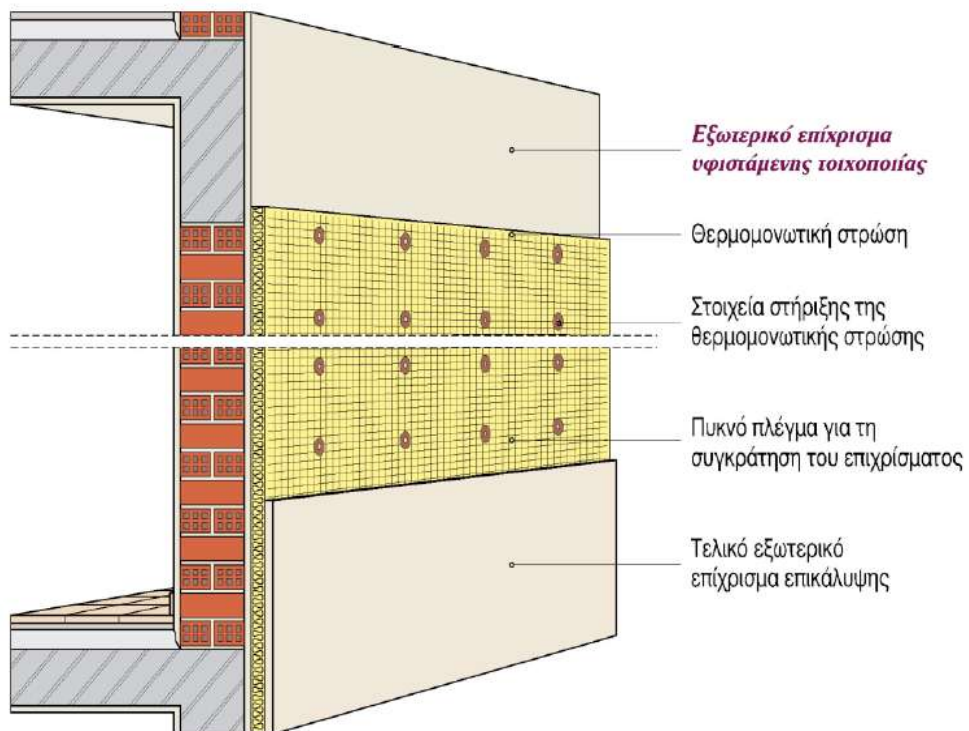 Εξωτερικό επίχρισμα
υφιστάμενης τοιχοποιίας
Θερμομονωτική στρώση
Στοιχεία στήριξης της
θερμομονωτικής στρώσης
Πυκνό πλέγμα για τη
συγκράτηση του επιχρίσματος
Τελικό εξωτερικό
επίχρισμα επικάλυψης